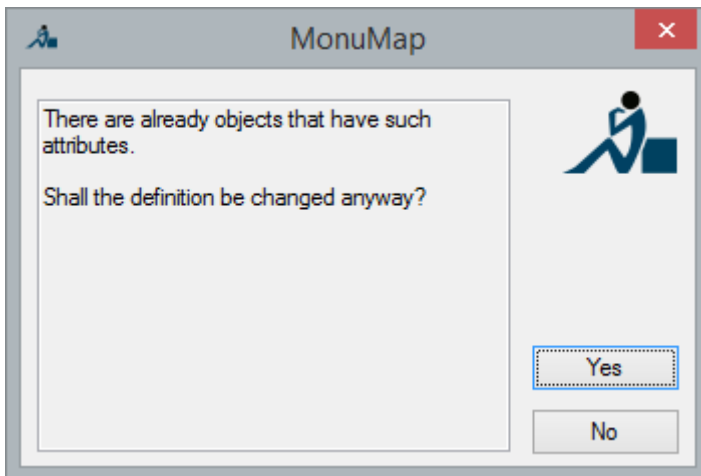 MonuMap
There are already objects that have such
attributes.
Shall the definition be changed anyway?
Yes
No